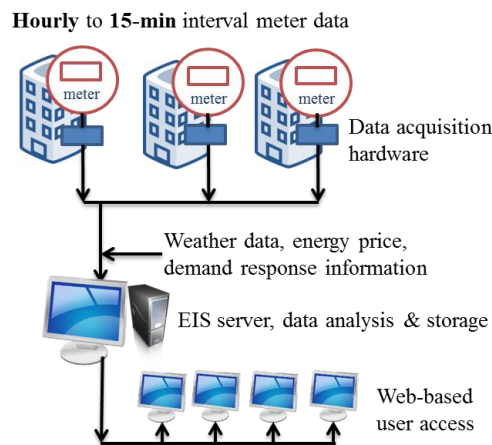 Hourly to 15-min interval meter data
meter
meter
meter
Data acquisition
hardware
Weather data, energy price,
demand response information
EIS server, data analysis & storage
Web-based
user access